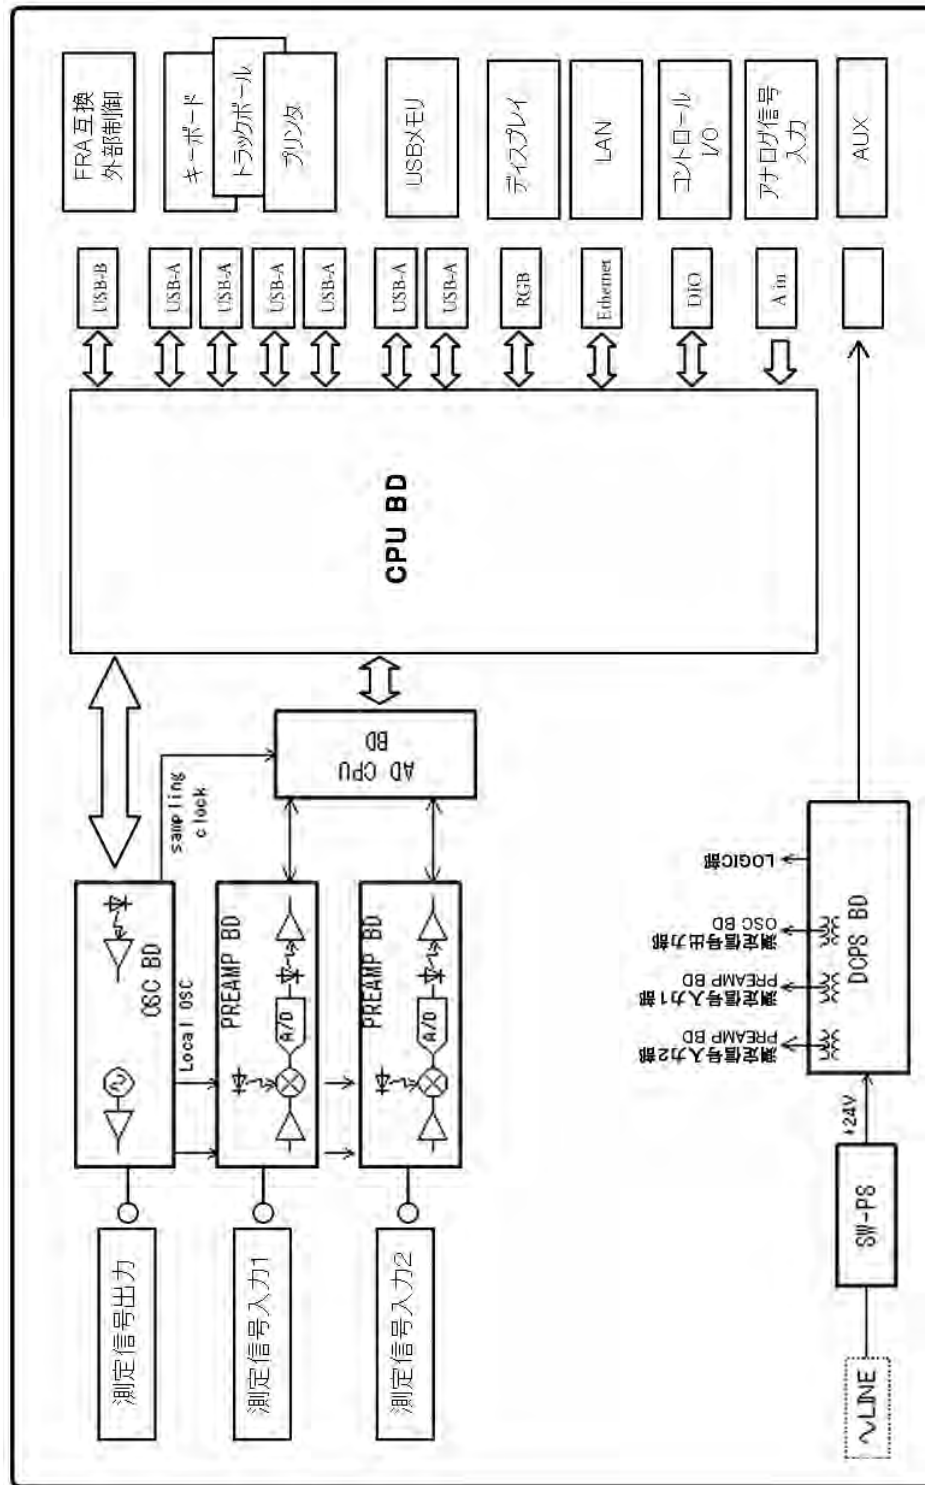 FRA互換
外部制御
キーボード
トラックボール
プリンタ
USBメモリ
ディスプレイ
LAN
コントロール
I/O
アナログ信号
入力
AUX
USB-B
USB-A
USB-A
USB-A
USB-A
USB-A
USB-A
RGB
Ethernet
DIO
A in
CPU BD
AD CPU
BD
sampling
clock
OSC BD
Local OSC
PREAMP BD
A/D
PREAMP BD
A/D
測定信号出力
測定信号入力1
測定信号入力2
LOGIC部
OSC BD
測定信号出力部
PREAMP BD
測定信号入力1部
PREAMP BD
測定信号入力2部
DCPS BD
+24V
SW-PS
∿LINE